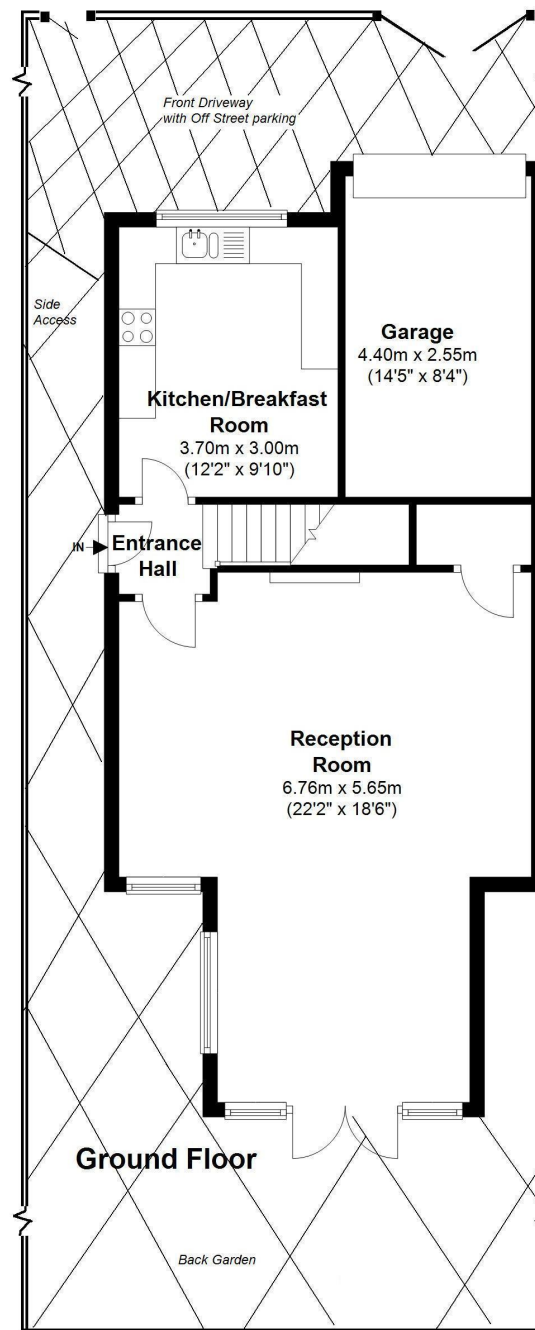 Front Driveway
with Off Street parking
Side
Access
Garage
4.40m x 2.55m
(14'5" x 8'4")
Kitchen/Breakfast
Room
3.70m x 3.00m
(12'2" x 9'10")
IN
Entrance
Hall
Reception
Room
6.76m x 5.65m
(22'2" x 18'6")
Ground Floor
Back Garden